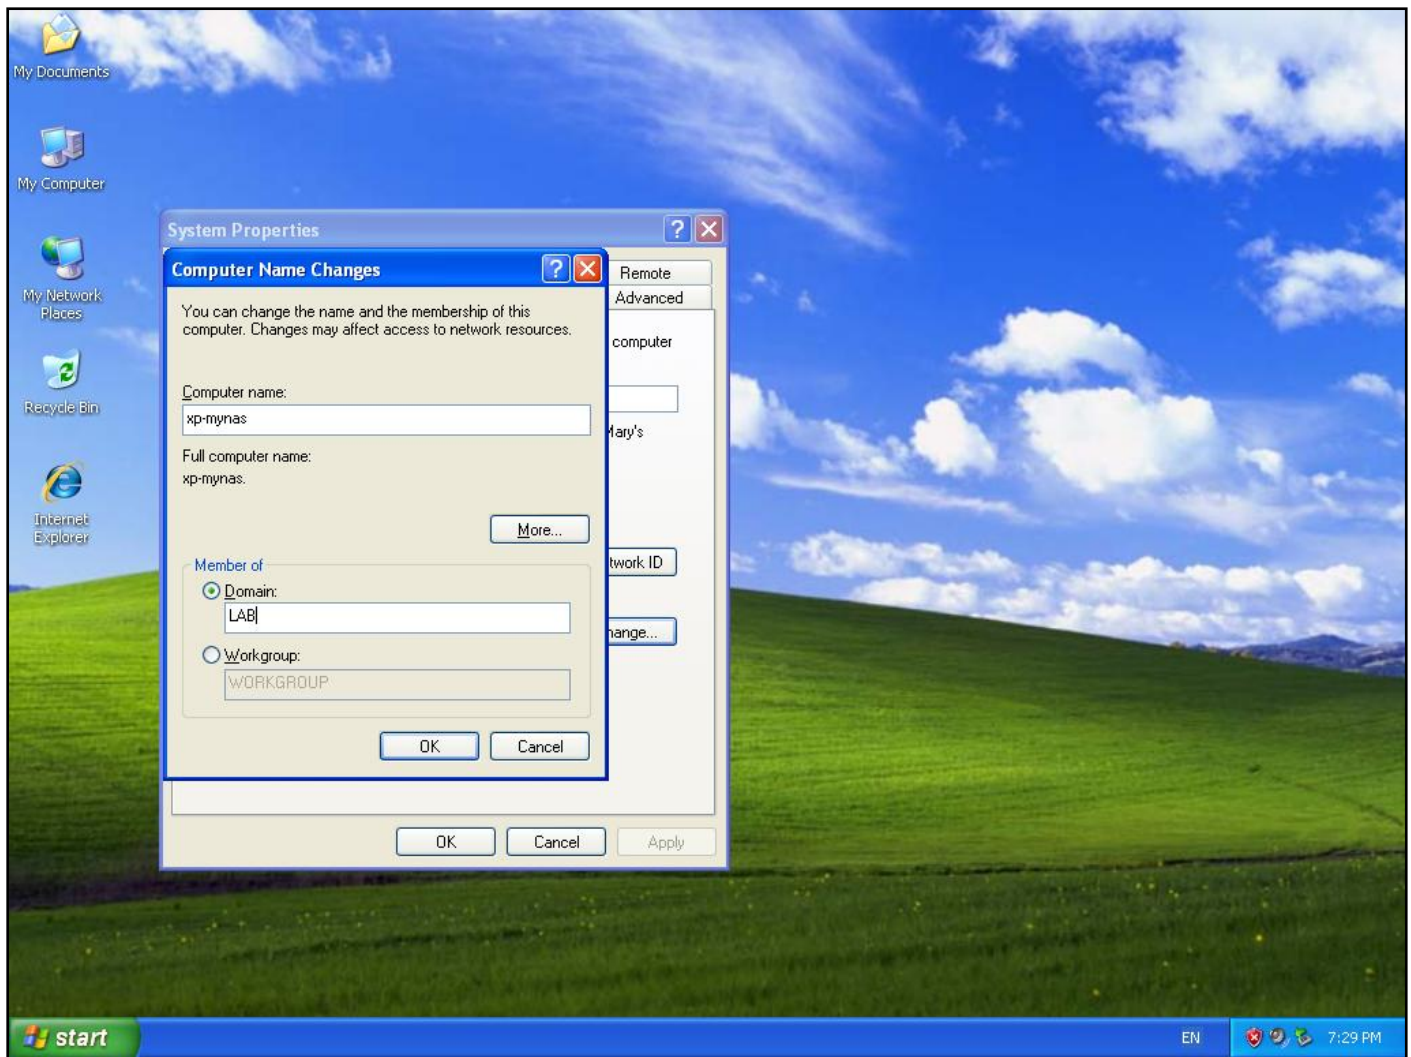 My Documents
My Computer
My Network
Places
Recycle Bin
Internet
Explorer
System Properties
Computer Name Changes
Remote
Advanced
You can change the name and the membership of this
computer. Changes may affect access to network resources.
computer
Computer name:
xp-mynas
Mary's
Full computer name:
xp-mynas.
More...
Member of
twork ID
Domain:
LAB
hange...
Workgroup:
WORKGROUP
OK
Cancel
OK
Cancel
Apply
start
EN
7:29 PM